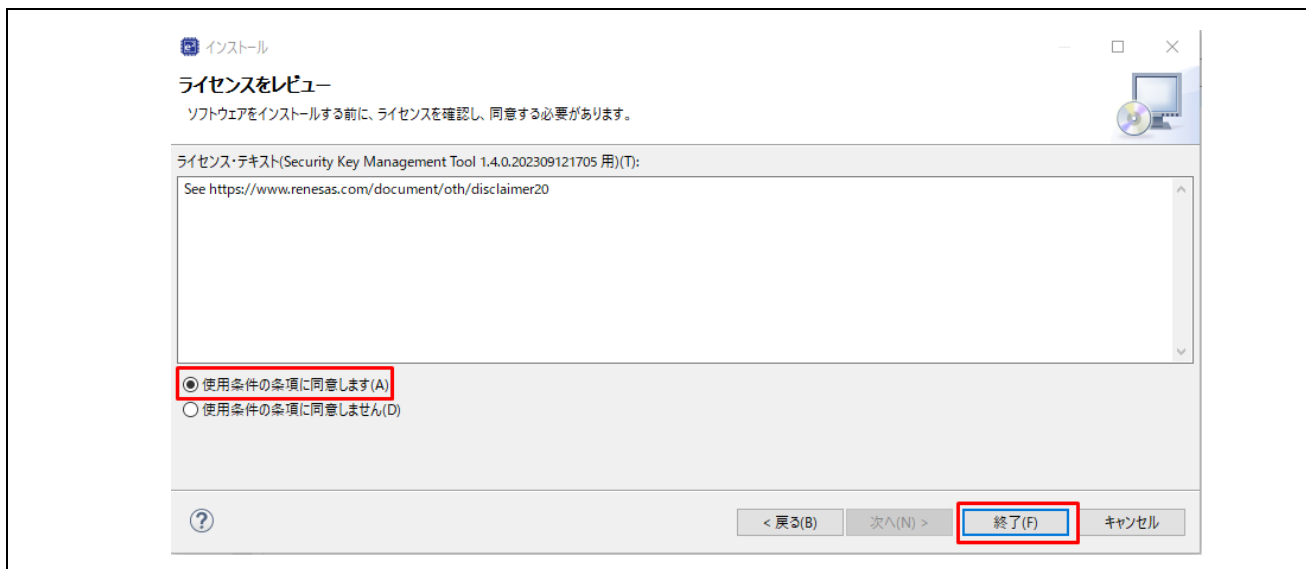 インストール
ライセンスをレビュー
ソフトウェアをインストールする前に、ライセンスを確認し、同意する必要があります。
ライセンス・テキスト(Security Key Management Tool 1.4.0.202309121705 用)(T):
See https://www.renesas.com/document/oth/disclaimer20
使用条件の条項に同意します(A)
使用条件の条項に同意しません(D)
?
< 戻る(B) 次へ(N) > 終了(F) キャンセル